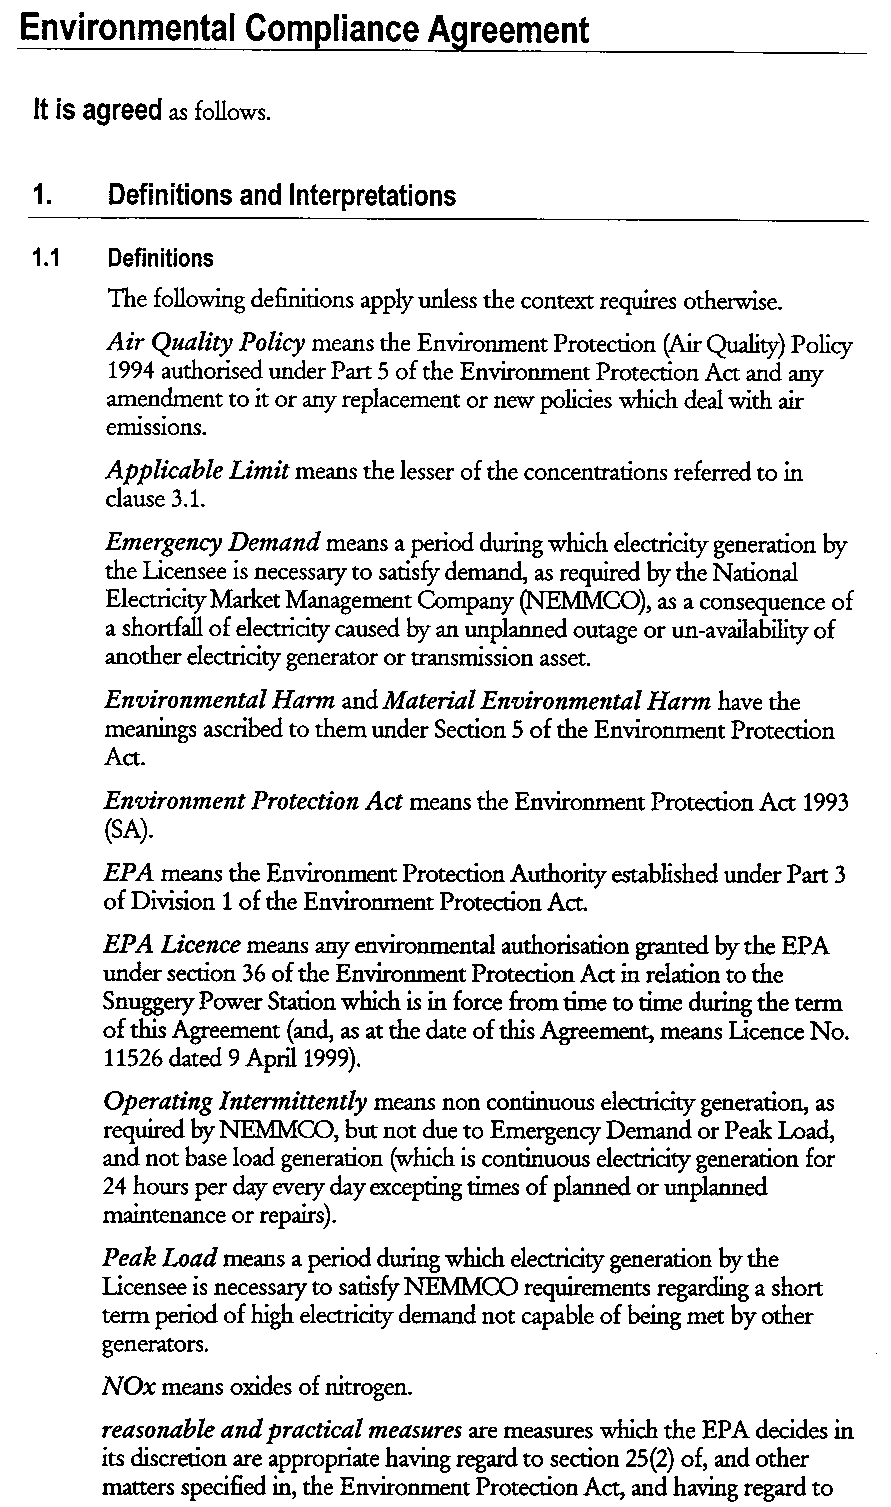 Environmental Compliance Agreement
It is agreed as follows.
1. Definitions and Interpretations
1.1 Definitions
The following definitions apply unless the context requires otherwise.
Air Quality Policy means the Environment Protection (Air Quality) Policy
1994 authorised under Part 5 of the Environment Protection Act and any
amendment to it or any replacement or new policies which deal with air
emissions.
Applicable Limit means the lesser of the concentrations referred to in
clause 3.1.
Emergency Demand means a period during which electricity generation by
the Licensee is necessary to satisfy demand, as required by the National
Electricity Market Management Company (NEMMCO), as a consequence of
a shortfall of electricity caused by an unplanned outage or un-availability of
another electricity generator or transmission asset.
Environmental Harm and Material Environmental Harm have the
meanings ascribed to them under Section 5 of the Environment Protection
Act.
Environment Protection Act means the Environment Protection Act 1993
(SA).
EPA means the Environment Protection Authority established under Part 3
of Division 1 of the Environment Protection Act.
EPA Licence means any environmental authorisation granted by the EPA
under section 36 of the Environment Protection Act in relation to the
Snuggery Power Station which is in force from time to time during the term
of this Agreement (and, as at the date of this Agreement, means Licence No.
11526 dated 9 April 1999).
Operating Intermittently means non continuous electricity generation, as
required by NEMMCO, but not due to Emergency Demand or Peak Load,
and not base load generation (which is continuous electricity generation for
24 hours per day every day excepting times of planned or unplanned
maintenance or repairs).
Peak Load means a period during which electricity generation by the
Licensee is necessary to satisfy NEMMCO requirements regarding a short
term period of high electricity demand not capable of being met by other
generators.
NOx means oxides of nitrogen.
reasonable and practical measures are measures which the EPA decides in
its discretion are appropriate having regard to section 25(2) of, and other
matters specified in, the Environment Protection Act, and having regard to